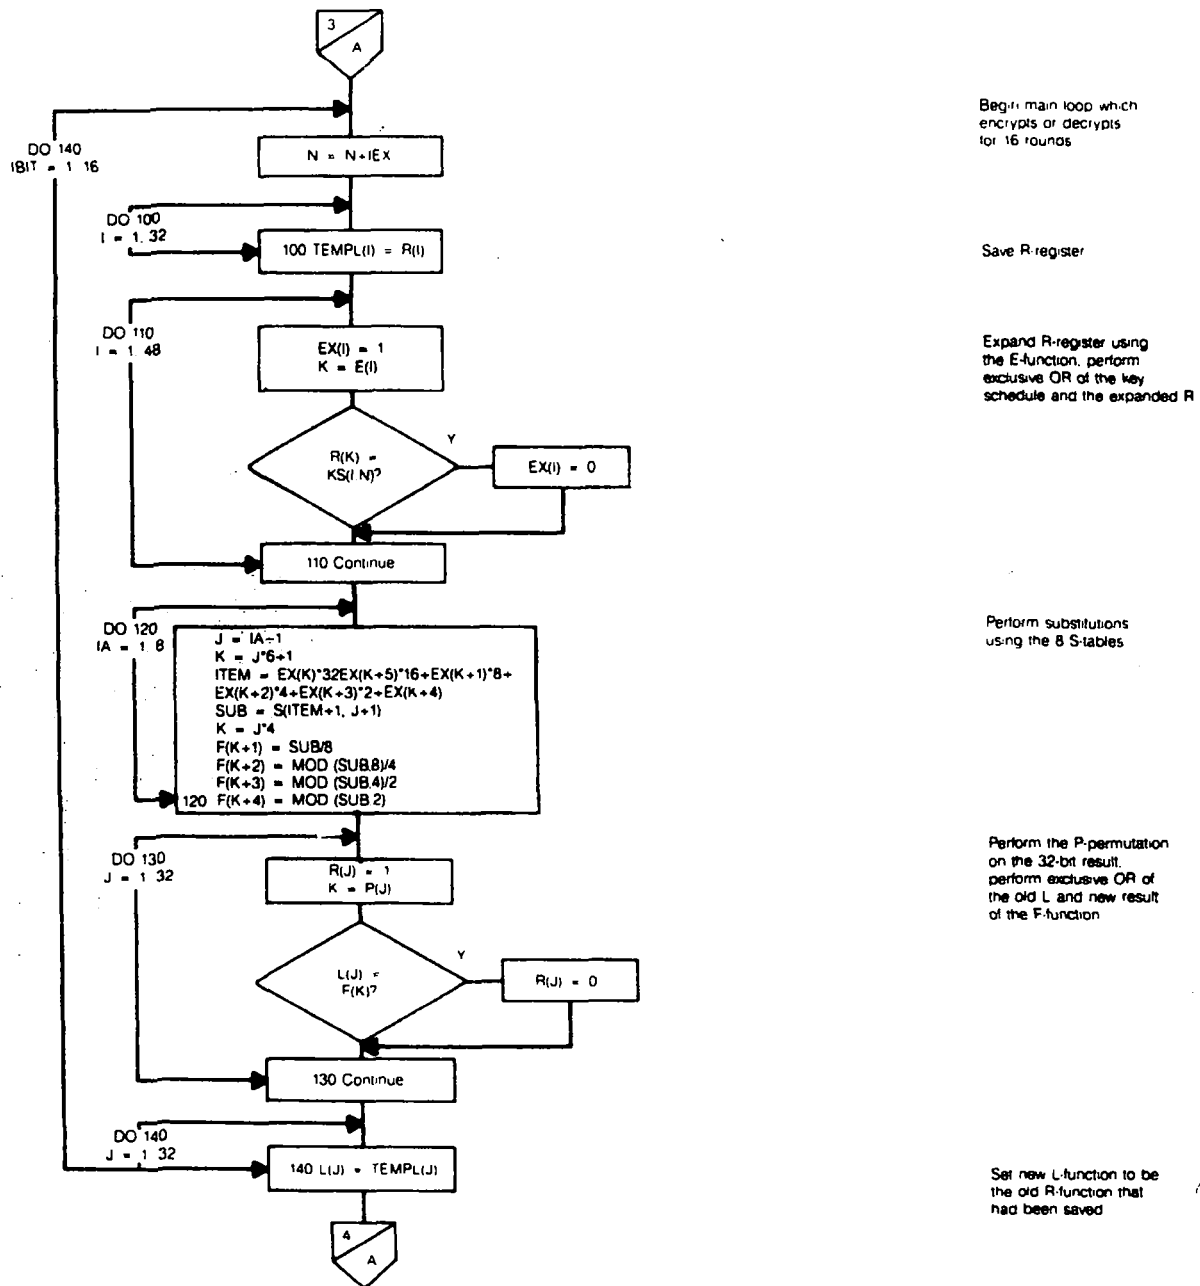 3
A
Begin main loop which
encrypts or decrypts
for 16 rounds
DO 140
IBIT = 1, 16
N = N+IEX
DO 100
I = 1, 32
100 TEMPL(I) = R(I)
Save R-register
DO 110
I = 1, 48
EX(I) = 1
K = E(I)
Expand R-register using
the E-function, perform
exclusive OR of the key
schedule and the expanded R
R(K) =
KS(I,N)?
Y
EX(I) = 0
110 Continue
DO 120
IA = 1, 8
J = IA-1
K = J*6+1
ITEM = EX(K)*32EX(K+5)*16+EX(K+1)*8+
EX(K+2)*4+EX(K+3)*2+EX(K+4)
SUB = S(ITEM+1, J+1)
K = J*4
F(K+1) = SUB/8
F(K+2) = MOD (SUB,8)/4
F(K+3) = MOD (SUB,4)/2
120 F(K+4) = MOD (SUB,2)
Perform substitutions
using the 8 S-tables
DO 130
J = 1, 32
R(J) = 1
K = P(J)
Perform the P-permutation
on the 32-bit result,
perform exclusive OR of
the old L and new result
of the F-function
L(J) =
F(K)?
Y
R(J) = 0
130 Continue
DO 140
J = 1, 32
140 L(J) = TEMPL(J)
Set new L-function to be
the old R-function that
had been saved
4
A